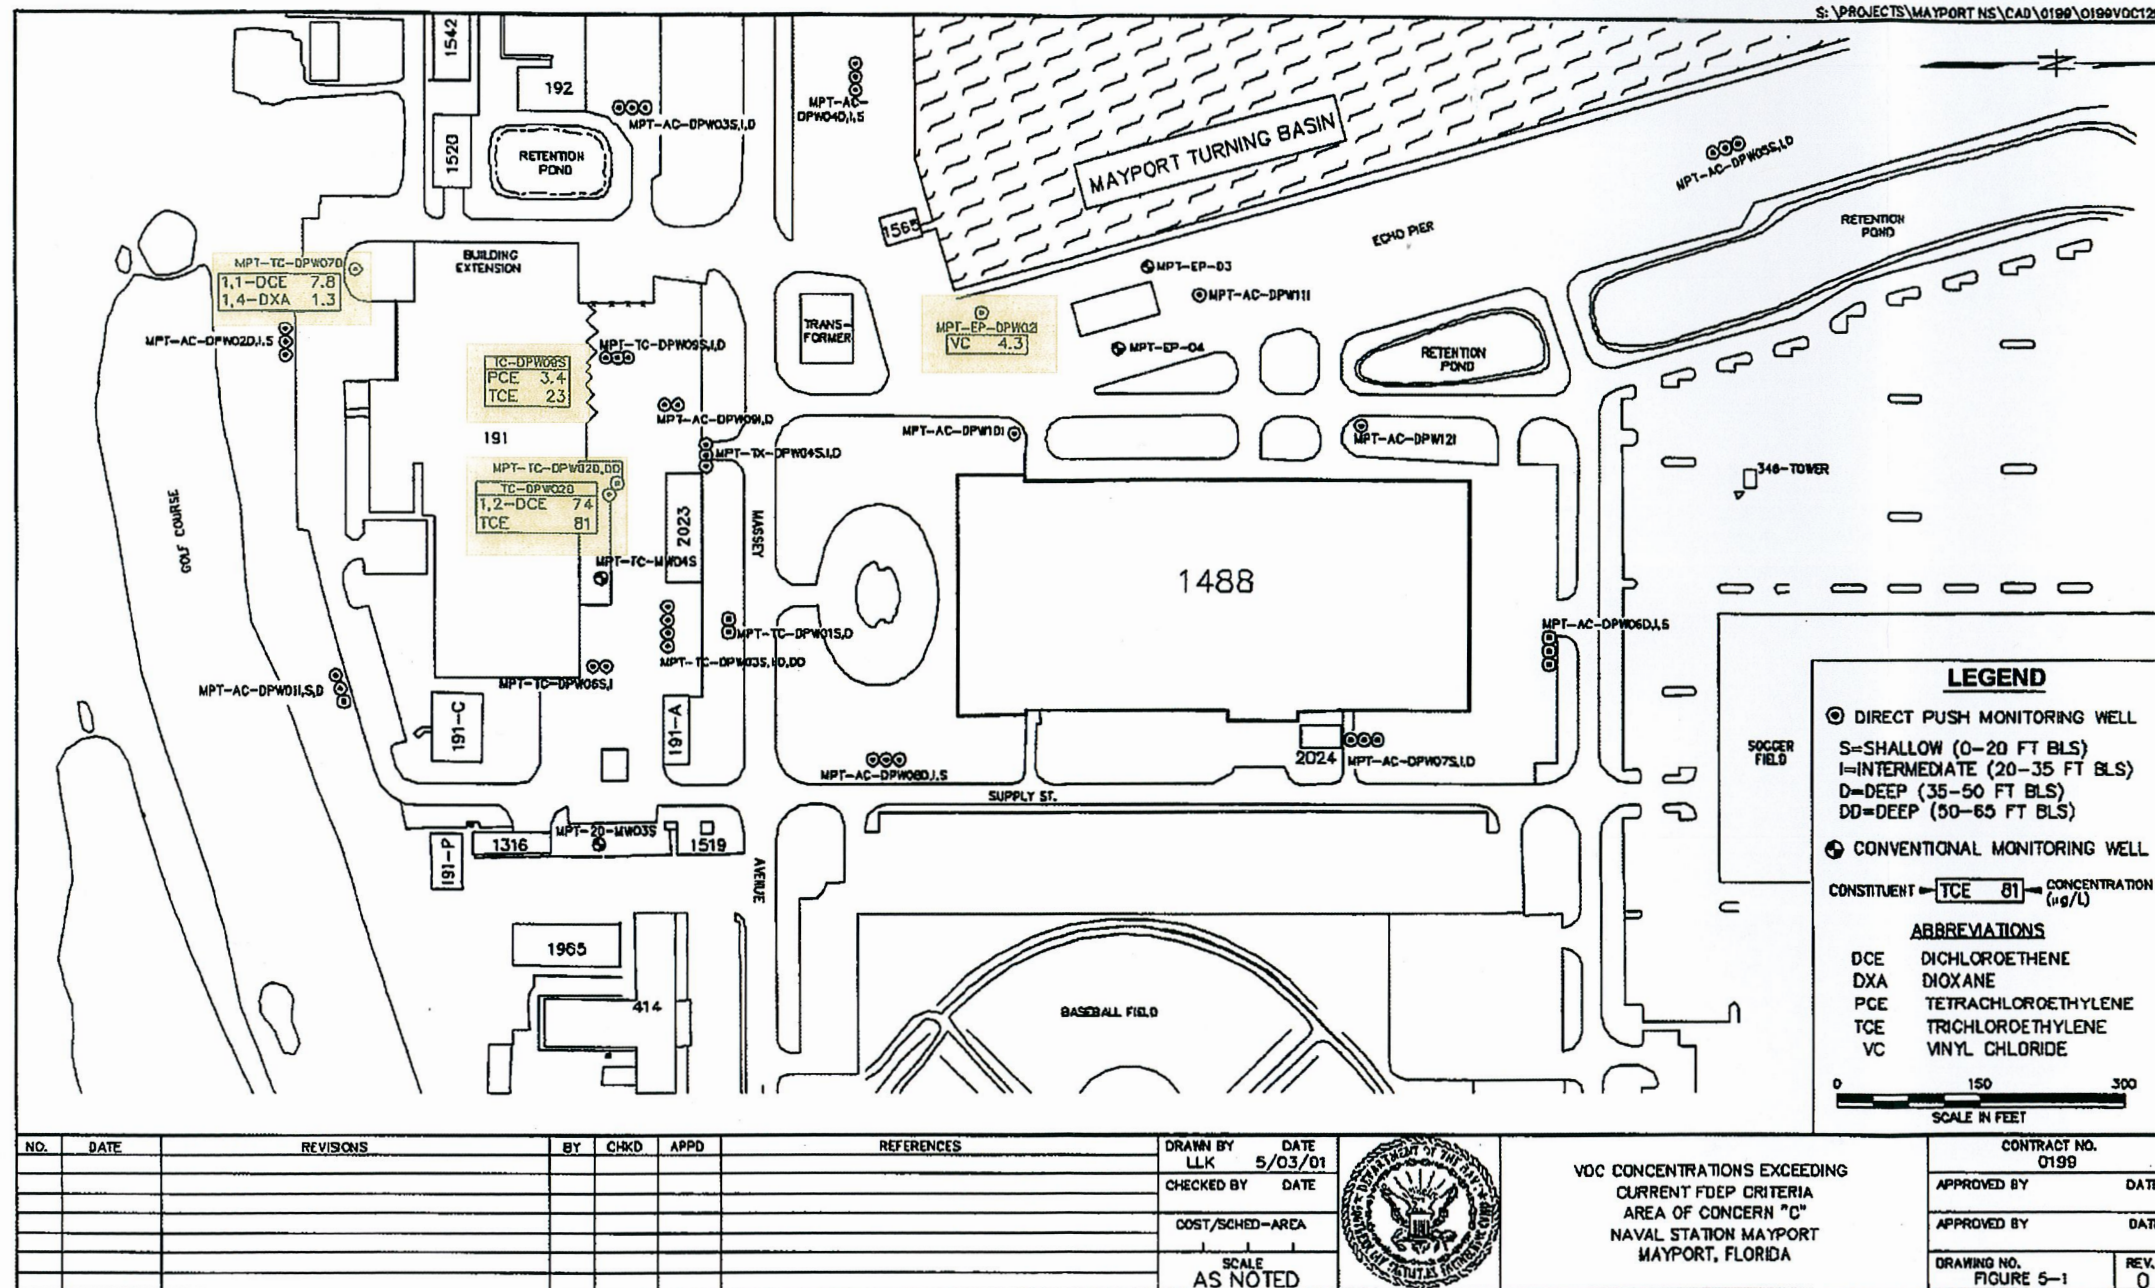 S:\PROJECTS\MAYPORT NS\CAD\0199\0199VOC12
1542
192
MPT-AC-DPW03S,I,D
MPT-AC-
DPW04D,I,S
1520
RETENTION
POND
MAYPORT TURNING BASIN
MPT-AC-DPW05S,I,D
RETENTION
POND
1565
ECHO PIER
BUILDING
EXTENSION
MPT-TC-DPW07D
1,1-DCE 7.8
1,4-DXA 1.3
MPT-EP-03
MPT-AC-DPW11I
MPT-AC-DPW02D,I,S
TRANS-
FORMER
MPT-EP-DPW02I
VC 4.3
MPT-EP-04
RETENTION
POND
MPT-TC-DPW09S,I,D
TC-DPW09S
PCE 3.4
TCE 23
MPT-AC-DPW09I,D
191
MPT-AC-DPW10I
MPT-AC-DPW12I
MPT-TX-DPW04S,I,D
MPT-TC-DPW02D,DD
TC-DPW02D
1,2-DCE 74
TCE 81
346-TOWER
GOLF COURSE
2023
MASSEY
1488
MPT-TC-MW04S
MPT-TC-DPW01S,D
MPT-AC-DPW06D,I,S
MPT-TC-DPW03S,I,D,DD
MPT-TC-DPW06S,I
MPT-AC-DPW01I,S,D
191-C
191-A
2024
MPT-AC-DPW07S,I,D
MPT-AC-DPW08D,I,S
SOCCER
FIELD
SUPPLY ST.
MPT-20-MW03S
191-P
1316
1519
AVENUE
1965
414
BASEBALL FIELD
LEGEND
DIRECT PUSH MONITORING WELL
S=SHALLOW (0-20 FT BLS)
I=INTERMEDIATE (20-35 FT BLS)
D=DEEP (35-50 FT BLS)
DD=DEEP (50-65 FT BLS)
CONVENTIONAL MONITORING WELL
CONSTITUENT TCE 81 CONCENTRATION
(µg/L)
ABBREVIATIONS
DCE DICHLOROETHENE
DXA DIOXANE
PCE TETRACHLOROETHYLENE
TCE TRICHLOROETHYLENE
VC VINYL CHLORIDE
0 150 300
SCALE IN FEET
NO. DATE REVISIONS BY CHKD APPD REFERENCES
DRAWN BY DATE
LLK 5/03/01
CHECKED BY DATE
COST/SCHED-AREA
SCALE
AS NOTED
DEPARTMENT OF THE NAVY
VOC CONCENTRATIONS EXCEEDING
CURRENT FDEP CRITERIA
AREA OF CONCERN "C"
NAVAL STATION MAYPORT
MAYPORT, FLORIDA
CONTRACT NO.
0199
APPROVED BY DATE
APPROVED BY DATE
DRAWING NO.
FIGURE 5-1
REV
0